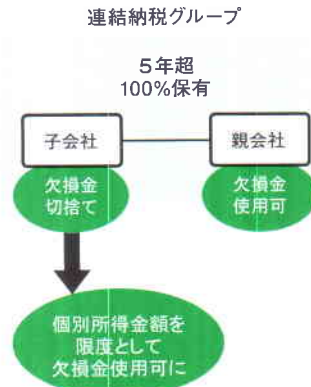 連結納税グループ
5年超
100%保有
子会社
親会社
欠損金
切捨て
欠損金
使用可
個別所得金額を
限度として
欠損金使用可に